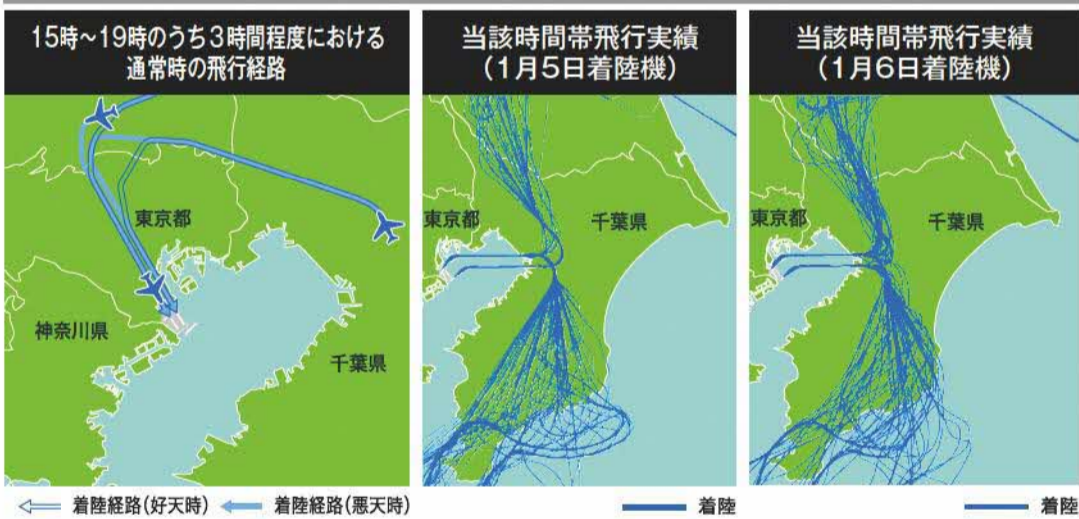 15時～19時のうち3時間程度における
通常時の飛行経路
東京都
神奈川県
千葉県
着陸経路(好天時)
着陸経路(悪天時)
当該時間帯飛行実績
(1月5日着陸機)
東京都
千葉県
着陸
当該時間帯飛行実績
(1月6日着陸機)
東京都
千葉県
着陸